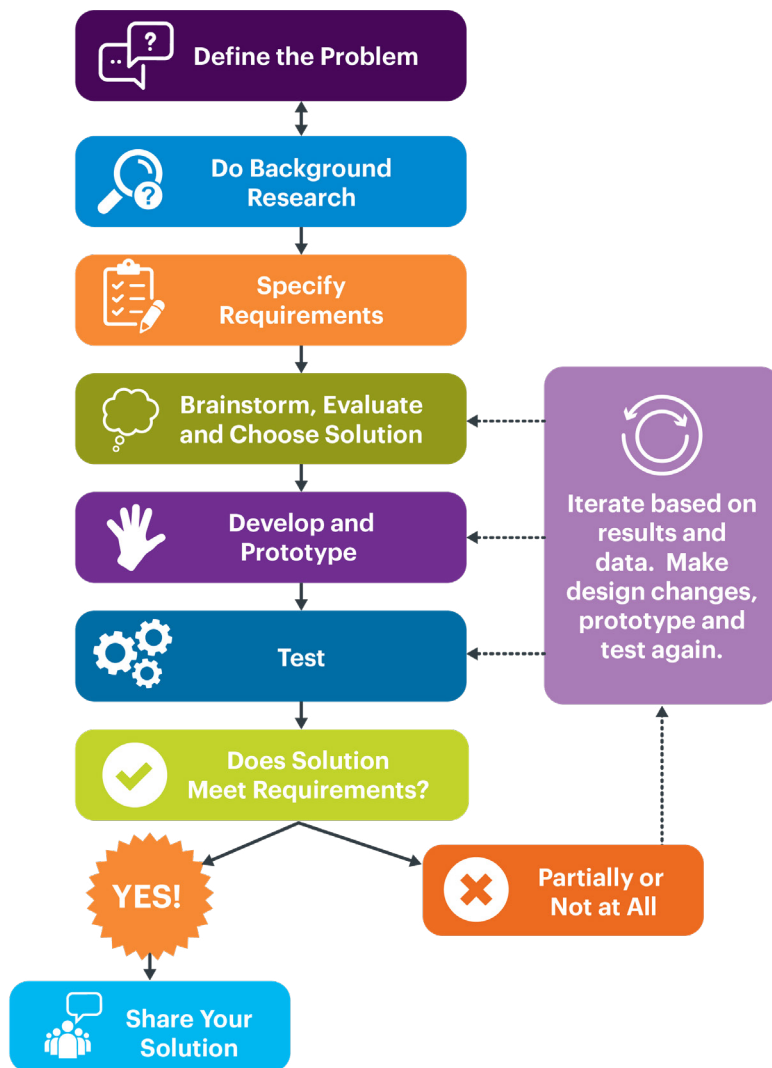 Define the Problem
Do Background
Research
Specify
Requirements
Brainstorm, Evaluate
and Choose Solution
Develop and
Prototype
Test
Does Solution
Meet Requirements?
Iterate based on
results and
data.  Make
design changes,
prototype and
test again.
YES!
Partially or
Not at All
Share Your
Solution